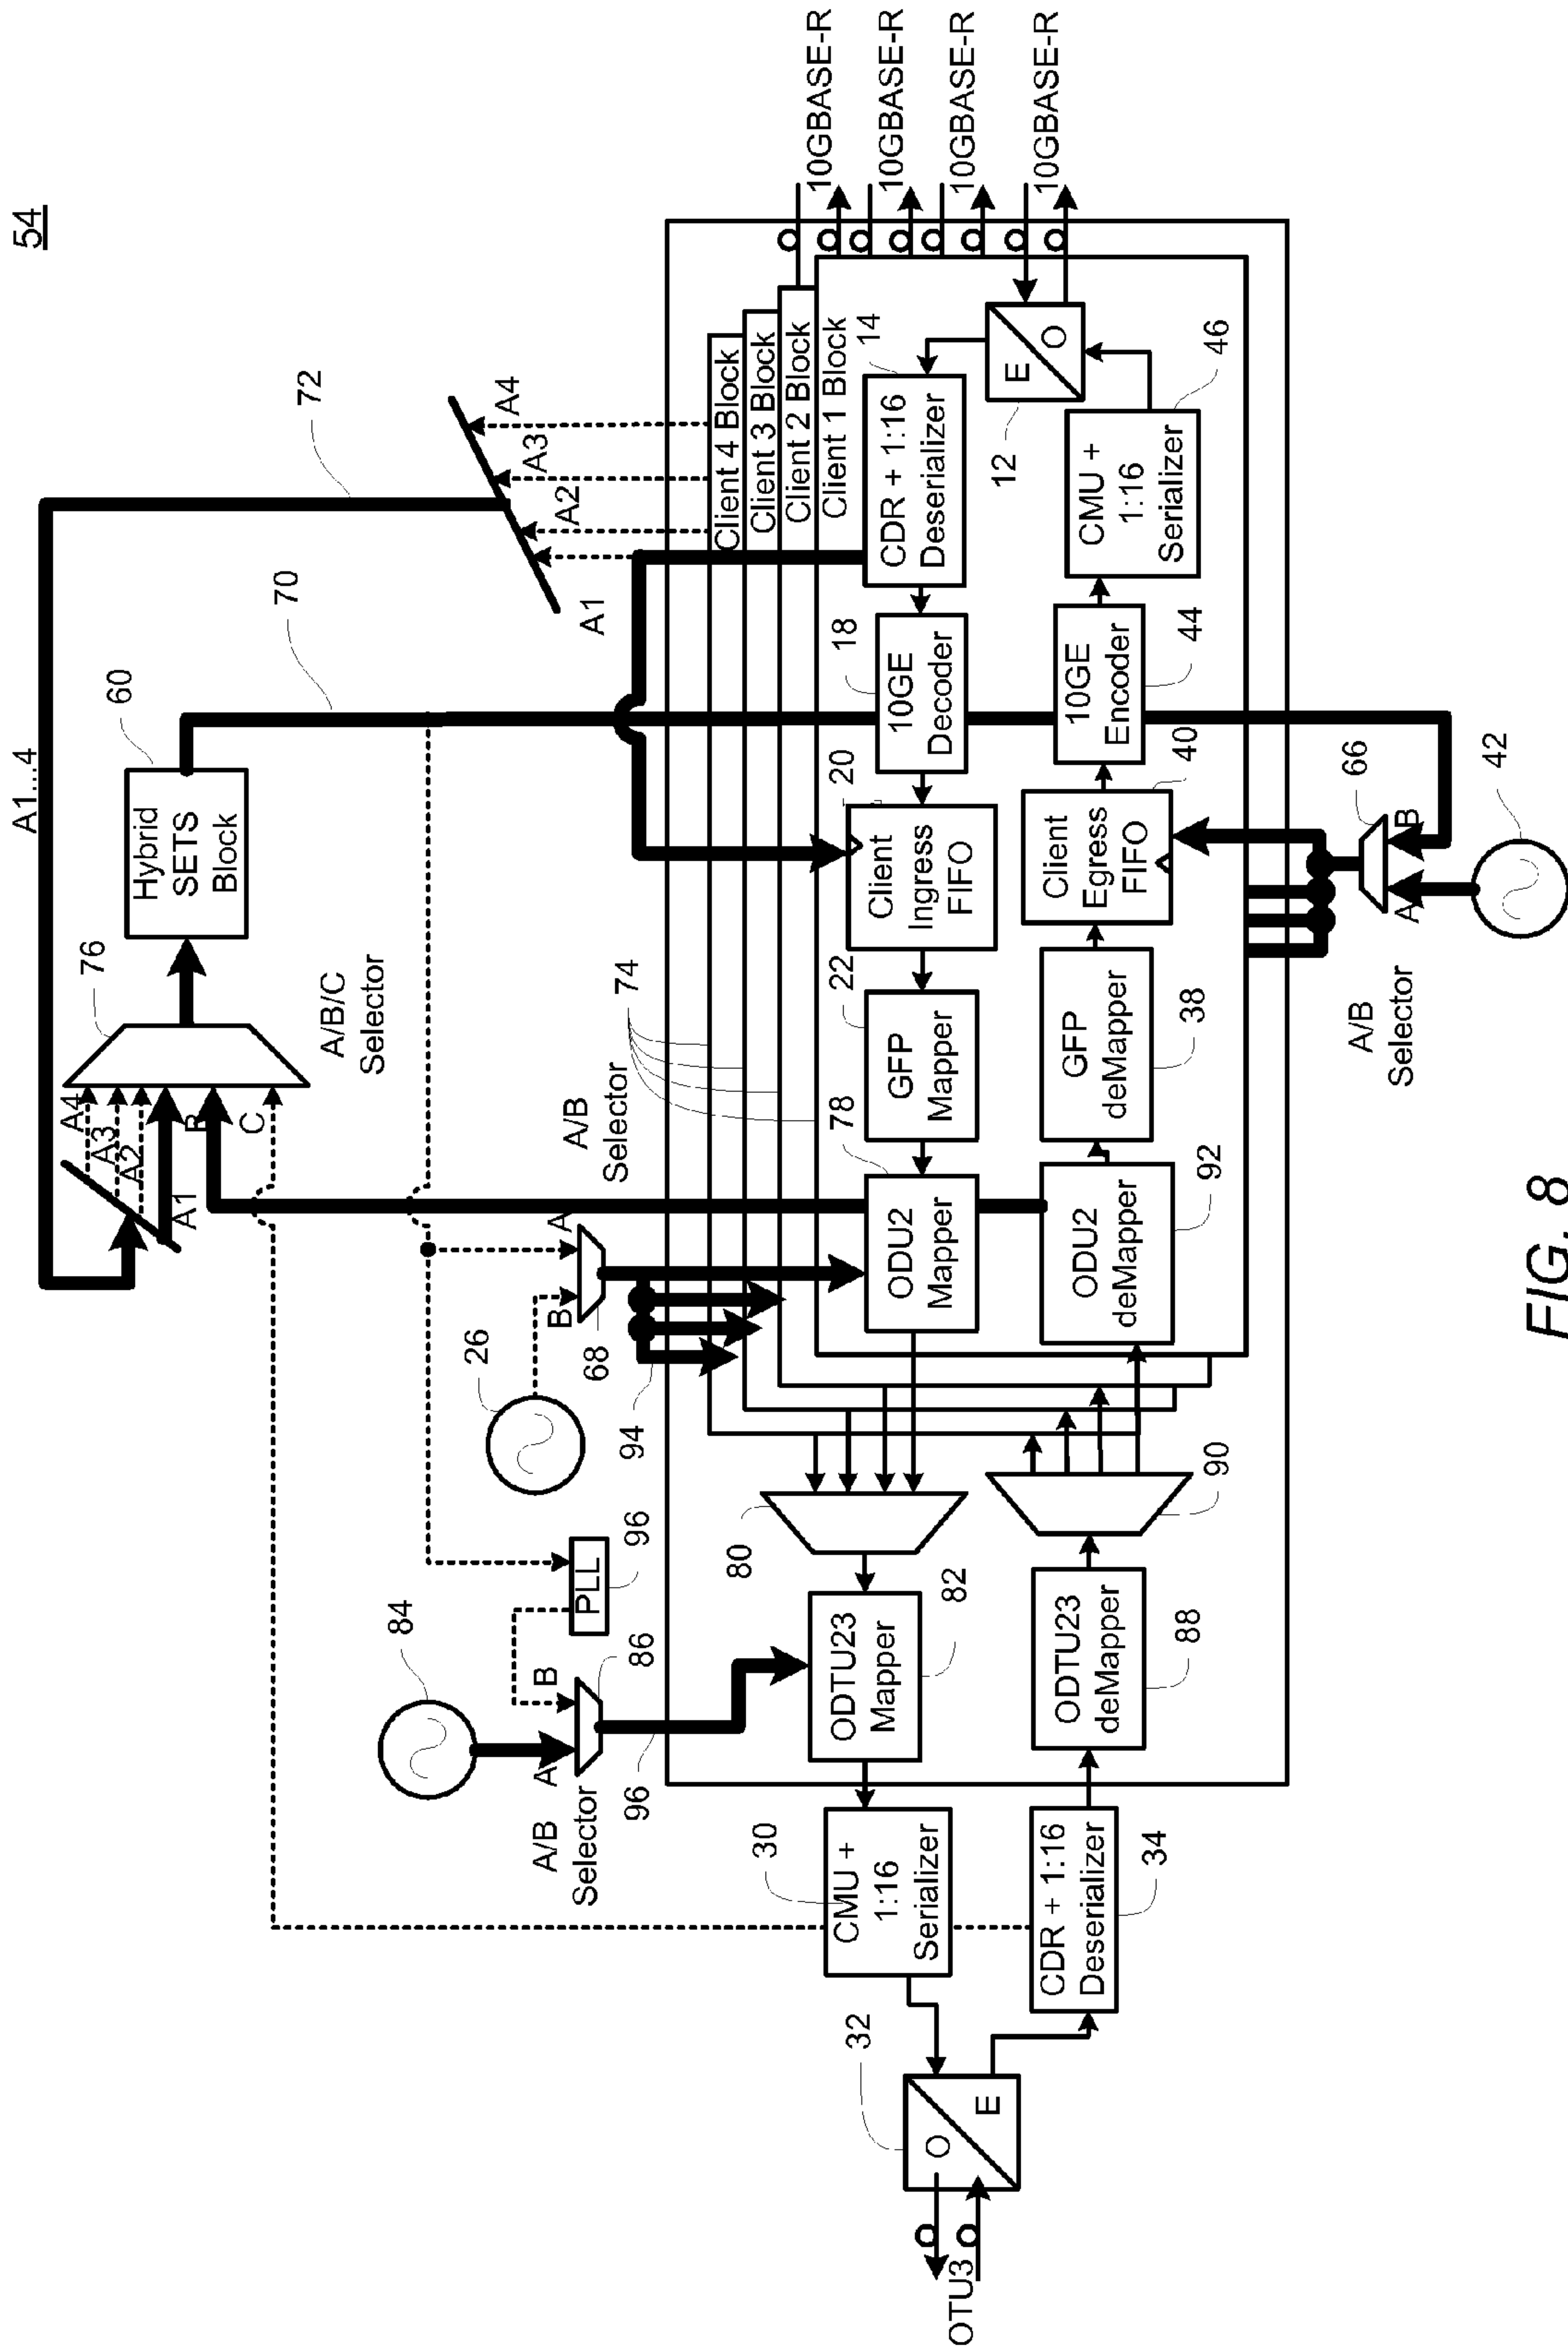 54
A1...4
72
70
60
Hybrid
SETS
Block
76
A/B/C
Selector
A4
A3
A2
A1
B
C
A4
A3
A2
A1
74
A/B
Selector
A
B
68
26
94
PLL
96
84
A
B
86
A/B
Selector
96
Client 4 Block
Client 3 Block
Client 2 Block
Client 1 Block
10GBASE-R
10GBASE-R
10GBASE-R
10GBASE-R
OTU3
O
E
32
CMU +
1:16
Serializer
30
ODTU23
Mapper
82
80
ODU2
Mapper
78
GFP
Mapper
22
Client
Ingress
FIFO
20
10GE
Decoder
18
CDR + 1:16
Deserializer
14
E
O
12
CDR + 1:16
Deserializer
34
ODTU23
deMapper
88
90
ODU2
deMapper
92
GFP
deMapper
38
Client
Egress
FIFO
40
10GE
Encoder
44
CMU +
1:16
Serializer
46
A/B
Selector
A
B
66
42
FIG. 8